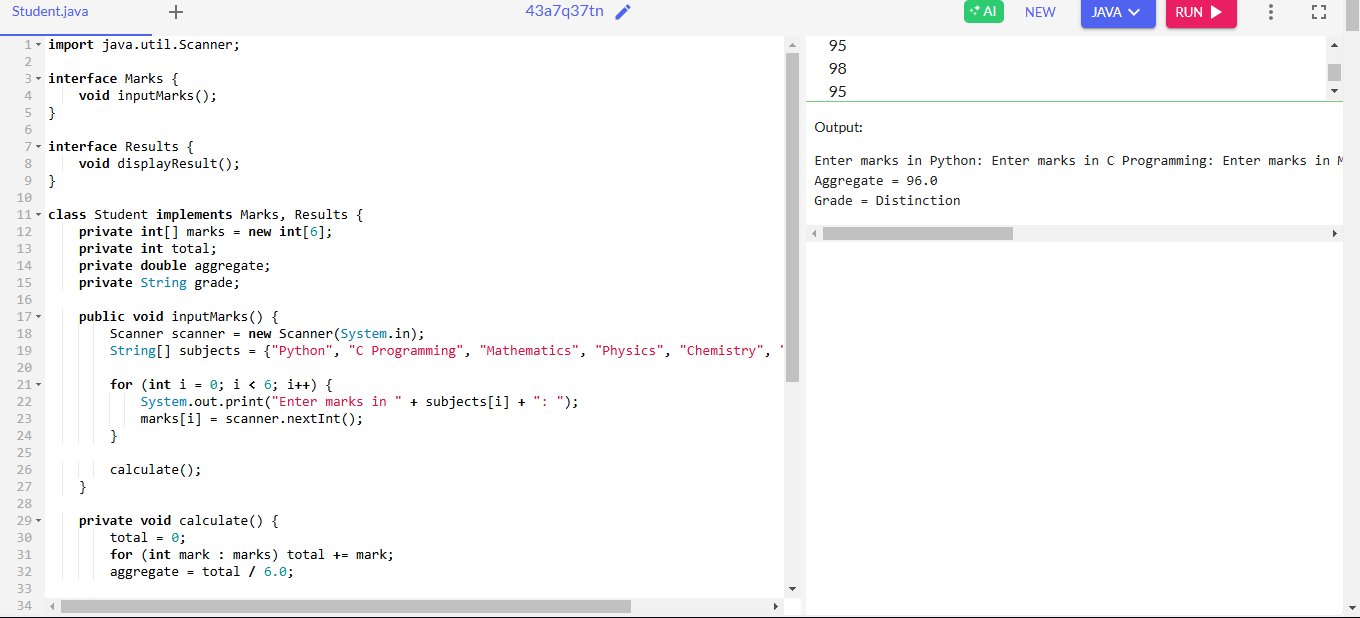 Student.java + 43a7q37tn AI NEW JAVA RUN
1 import java.util.Scanner;
2
3 interface Marks {
4 void inputMarks();
5 }
6
7 interface Results {
8 void displayResult();
9 }
10
11 class Student implements Marks, Results {
12 private int[] marks = new int[6];
13 private int total;
14 private double aggregate;
15 private String grade;
16
17 public void inputMarks() {
18 Scanner scanner = new Scanner(System.in);
19 String[] subjects = {"Python", "C Programming", "Mathematics", "Physics", "Chemistry", "
20
21 for (int i = 0; i < 6; i++) {
22 System.out.print("Enter marks in " + subjects[i] + ": ");
23 marks[i] = scanner.nextInt();
24 }
25
26 calculate();
27 }
28
29 private void calculate() {
30 total = 0;
31 for (int mark : marks) total += mark;
32 aggregate = total / 6.0;
33
34
95
98
95
Output:
Enter marks in Python: Enter marks in C Programming: Enter marks in M
Aggregate = 96.0
Grade = Distinction